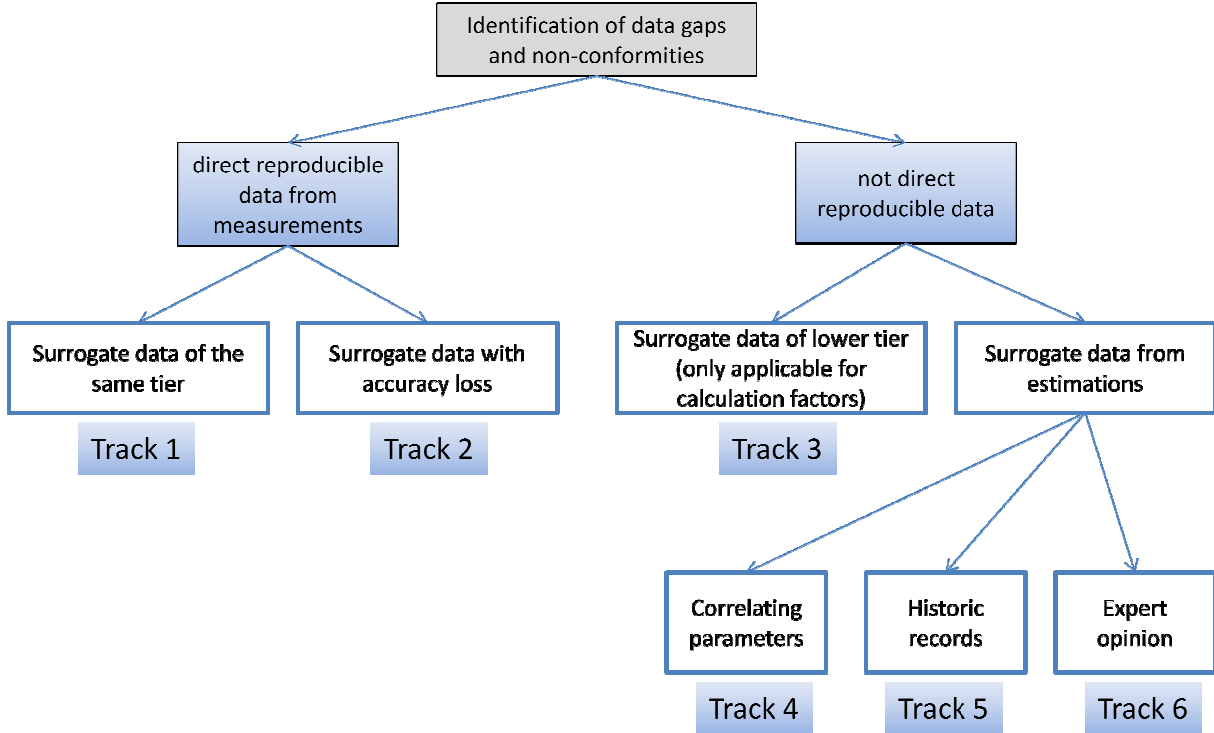 Identification of data gaps
and non-conformities
direct reproducible
data from
measurements
not direct
reproducible data
Surrogate data of the
same tier
Surrogate data with
accuracy loss
Surrogate data of lower tier
(only applicable for
calculation factors)
Surrogate data from
estimations
Track 1
Track 2
Track 3
Correlating
parameters
Historic
records
Expert
opinion
Track 4
Track 5
Track 6